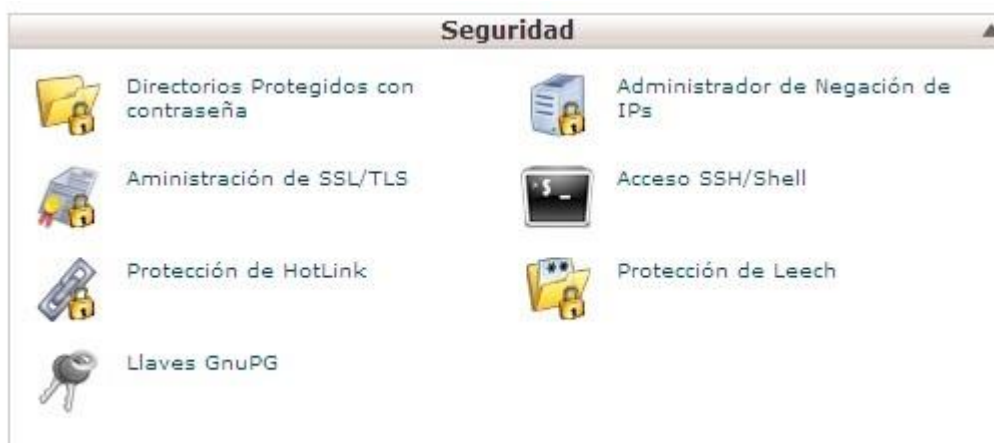 Seguridad
Directorios Protegidos con
contraseña
Administrador de Negación de
IPs
Aministración de SSL/TLS
$ _
Acceso SSH/Shell
Protección de HotLink
**
Protección de Leech
Llaves GnuPG